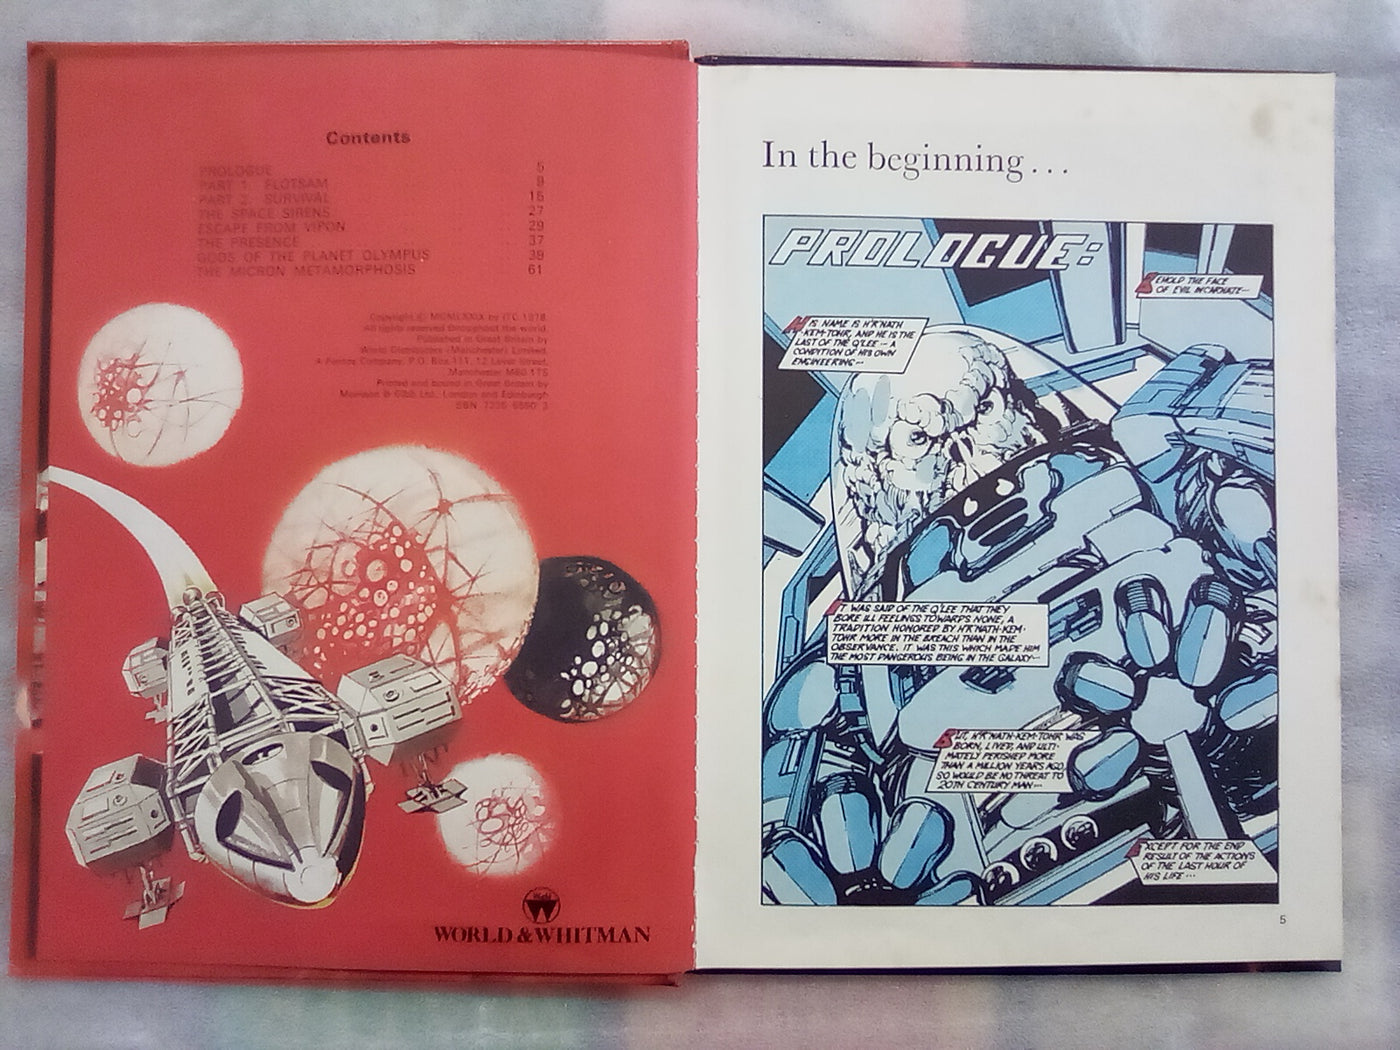 Contents
PROLOGUE 5
PART 1 FLOTSAM 9
PART 2 SURVIVAL 15
THE SPACE SIRENS 27
ESCAPE FROM VIPON 29
THE PRESENCE 37
GODS OF THE PLANET OLYMPUS 39
THE MICRON METAMORPHOSIS 61
Copyright © MCMLXXIX by ITC 1979.
All rights reserved throughout the world.
Published in Great Britain by
World Distributors (Manchester) Limited,
A Pentos Company, P.O. Box 111, 12 Lever Street,
Manchester M60 1TS
Printed and bound in Great Britain by
Morrison & Gibb Ltd., London and Edinburgh
SBN 7235
World
WORLD & WHITMAN
In the beginning...
PROLOGUE:
BEHOLD THE FACE
OF EVIL INCARNATE--
HIS NAME IS H'R'NATH
-KEM-TOHR, AND HE IS THE
LAST OF THE Q'LEE -- A
CONDITION OF HIS OWN
ENGINEERING--
IT WAS SAID OF THE Q'LEE THAT THEY
BORE ILL FEELINGS TOWARDS NONE, A
TRADITION HONORED BY H'R'NATH-KEM-
TOHR MORE IN THE BREACH THAN IN THE
OBSERVANCE. IT WAS THIS WHICH MADE HIM
THE MOST DANGEROUS BEING IN THE GALAXY--
BUT, H'R'NATH-KEM-TOHR WAS
BORN, LIVED, AND ULTI-
MATELY PERISHED MORE
THAN A MILLION YEARS AGO,
SO WOULD BE NO THREAT TO
20TH CENTURY MAN--
EXCEPT FOR THE END
RESULT OF THE ACTIONS
OF THE LAST HOUR OF
HIS LIFE --
5